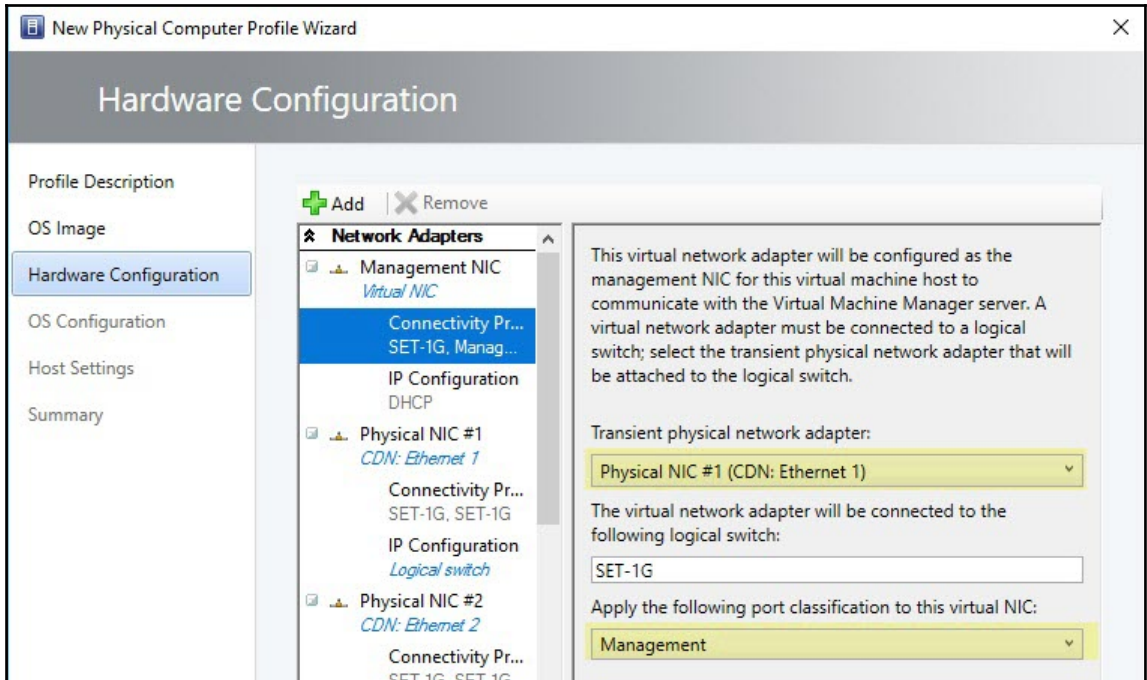 New Physical Computer Profile Wizard
Hardware Configuration
Profile Description
OS Image
Hardware Configuration
OS Configuration
Host Settings
Summary
Add
Remove
Network Adapters
Management NIC
Virtual NIC
Connectivity Pr...
SET-1G, Manag...
IP Configuration
DHCP
Physical NIC #1
CDN: Ethernet 1
Connectivity Pr...
SET-1G, SET-1G
IP Configuration
Logical switch
Physical NIC #2
CDN: Ethernet 2
Connectivity Pr...
SET-1G, SET-1G
This virtual network adapter will be configured as the
management NIC for this virtual machine host to
communicate with the Virtual Machine Manager server. A
virtual network adapter must be connected to a logical
switch; select the transient physical network adapter that will
be attached to the logical switch.
Transient physical network adapter:
Physical NIC #1 (CDN: Ethernet 1)
The virtual network adapter will be connected to the
following logical switch:
SET-1G
Apply the following port classification to this virtual NIC:
Management